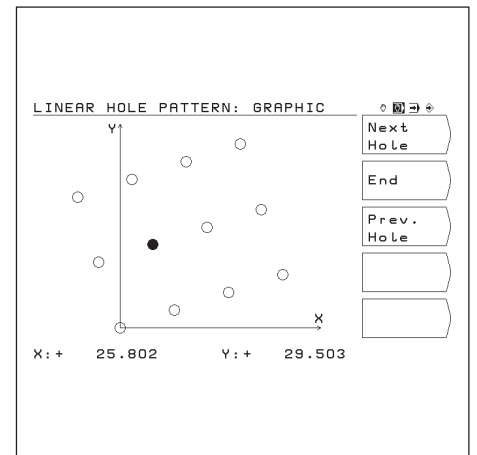 LINEAR HOLE PATTERN: GRAPHIC
Next
Hole
Y
End
Prev.
Hole
X
X:+ 25.802 Y:+ 29.503